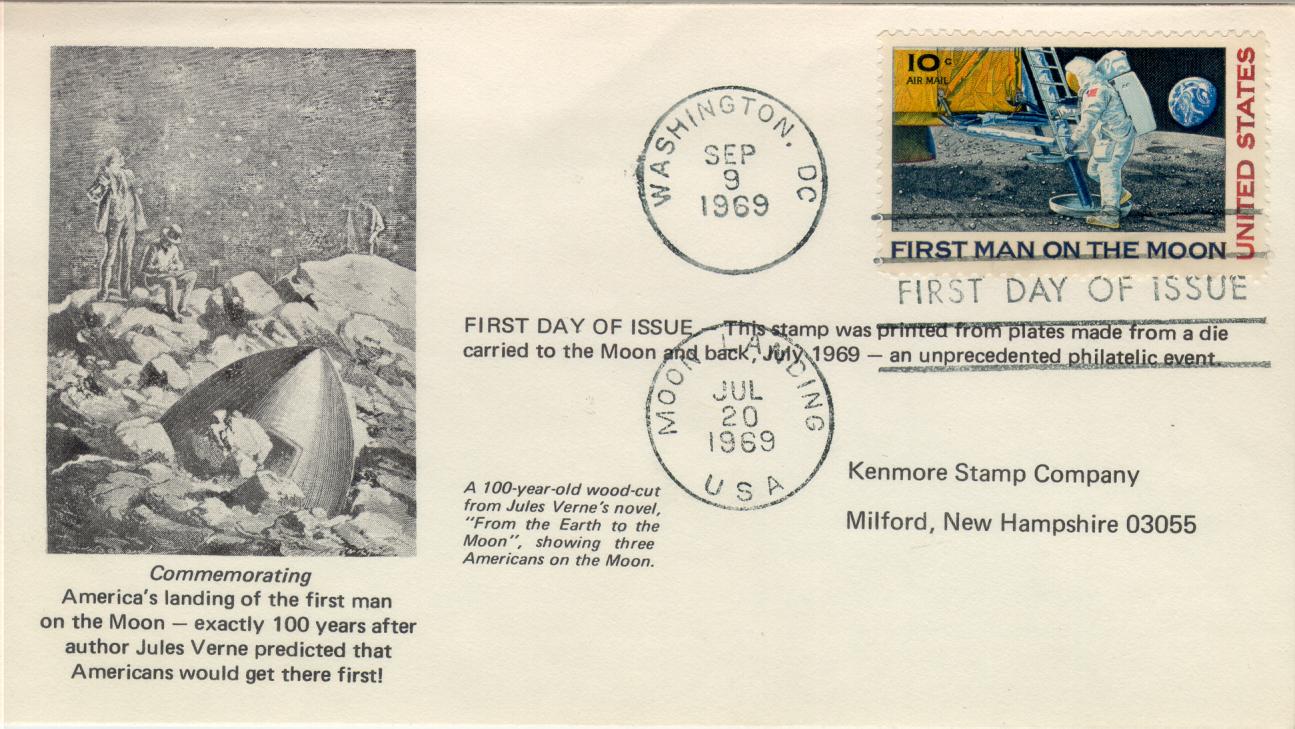 10c
AIR MAIL
UNITED STATES
FIRST MAN ON THE MOON
WASHINGTON, DC
SEP
9
1969
FIRST DAY OF ISSUE
FIRST DAY OF ISSUE — This stamp was printed from plates made from a die
carried to the Moon and back, July 1969 — an unprecedented philatelic event.
MOON LANDING
JUL
20
1969
USA
Kenmore Stamp Company
Milford, New Hampshire 03055
A 100-year-old wood-cut
from Jules Verne's novel,
"From the Earth to the
Moon", showing three
Americans on the Moon.
Commemorating
America's landing of the first man
on the Moon — exactly 100 years after
author Jules Verne predicted that
Americans would get there first!